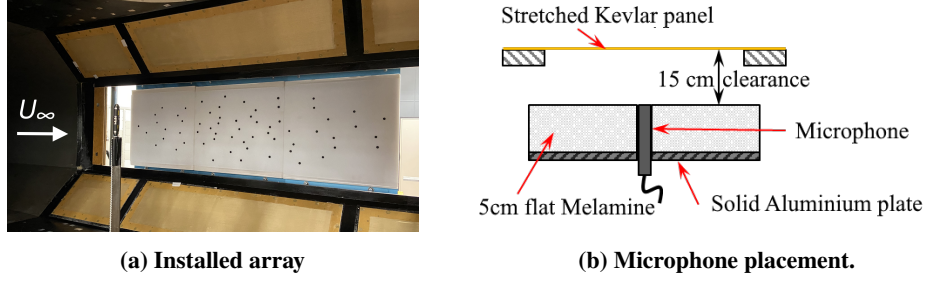 U∞
Stretched Kevlar panel
15 cm clearance
Microphone
5cm flat Melamine
Solid Aluminium plate
(a) Installed array
(b) Microphone placement.